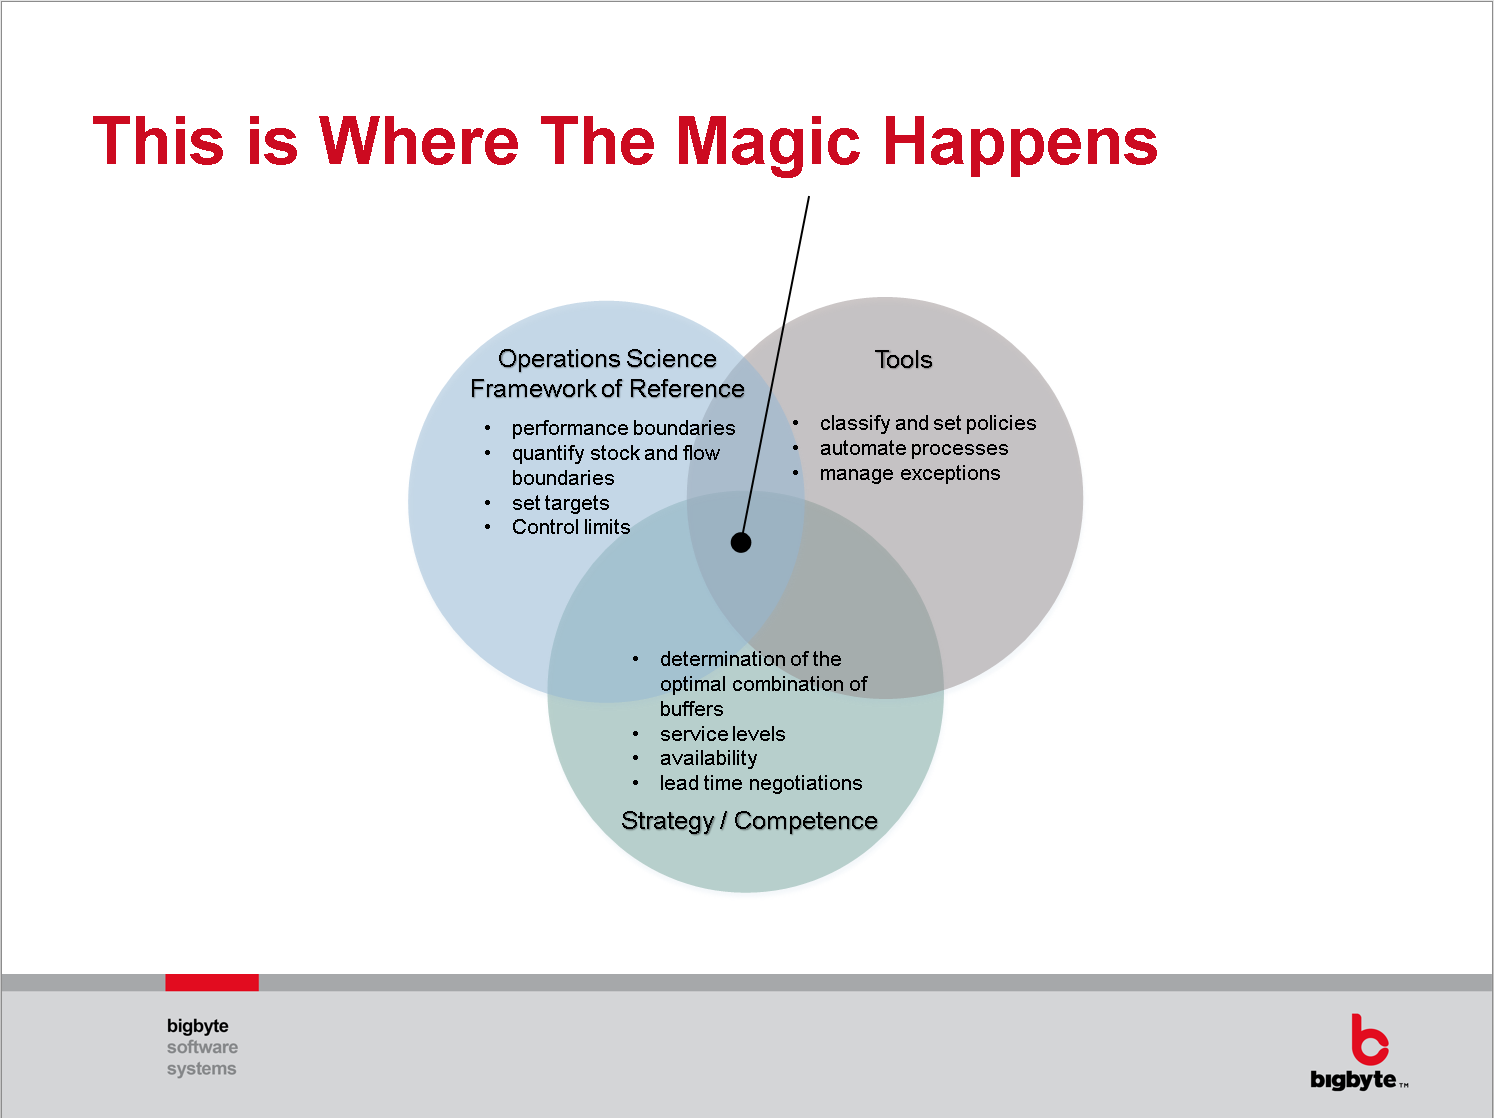 This is Where The Magic Happens
Operations Science
Framework of Reference
• performance boundaries
• quantify stock and flow
boundaries
• set targets
• Control limits
Tools
• classify and set policies
• automate processes
• manage exceptions
• determination of the
optimal combination of
buffers
• service levels
• availability
• lead time negotiations
Strategy / Competence
bigbyte
software
systems
bigbyte™